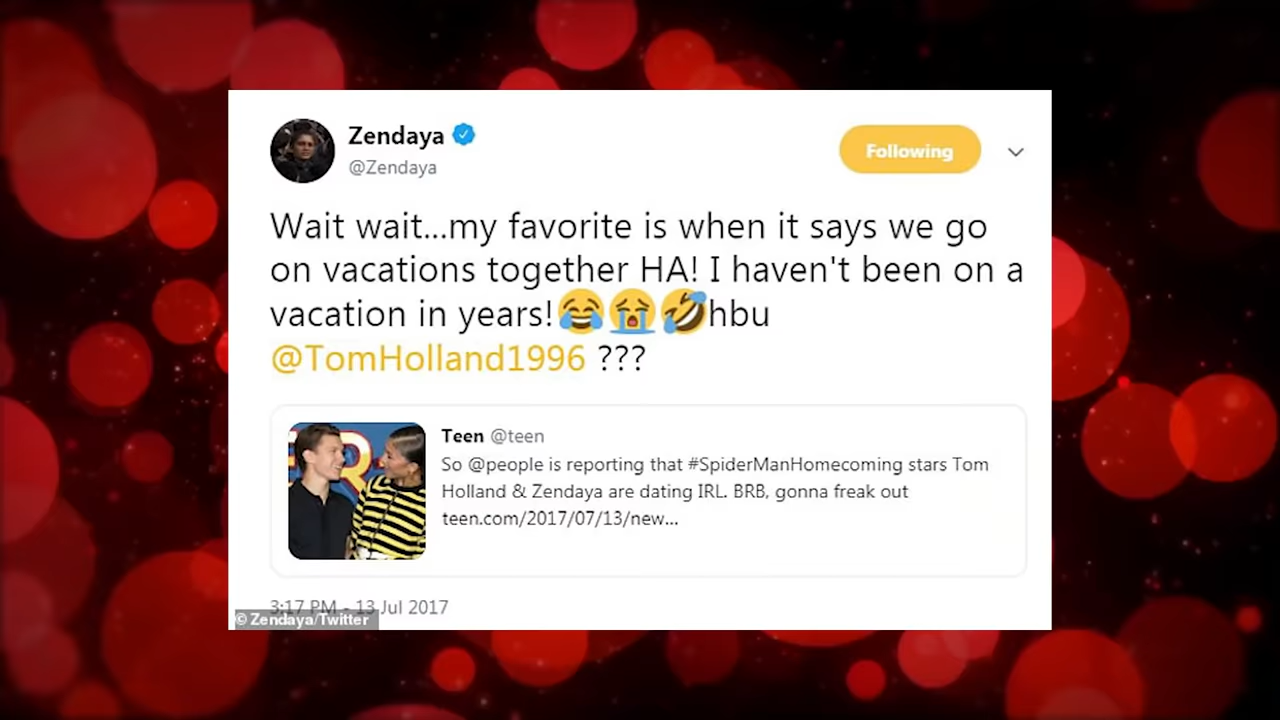 Zendaya
@Zendaya
Following
Wait wait...my favorite is when it says we go
on vacations together HA! I haven't been on a
vacation in years!😂😭🤣hbu
@TomHolland1996 ???
Teen @teen
So @people is reporting that #SpiderManHomecoming stars Tom
Holland & Zendaya are dating IRL. BRB, gonna freak out
teen.com/2017/07/13/new...
3:17 PM - 13 Jul 2017
© Zendaya/Twitter